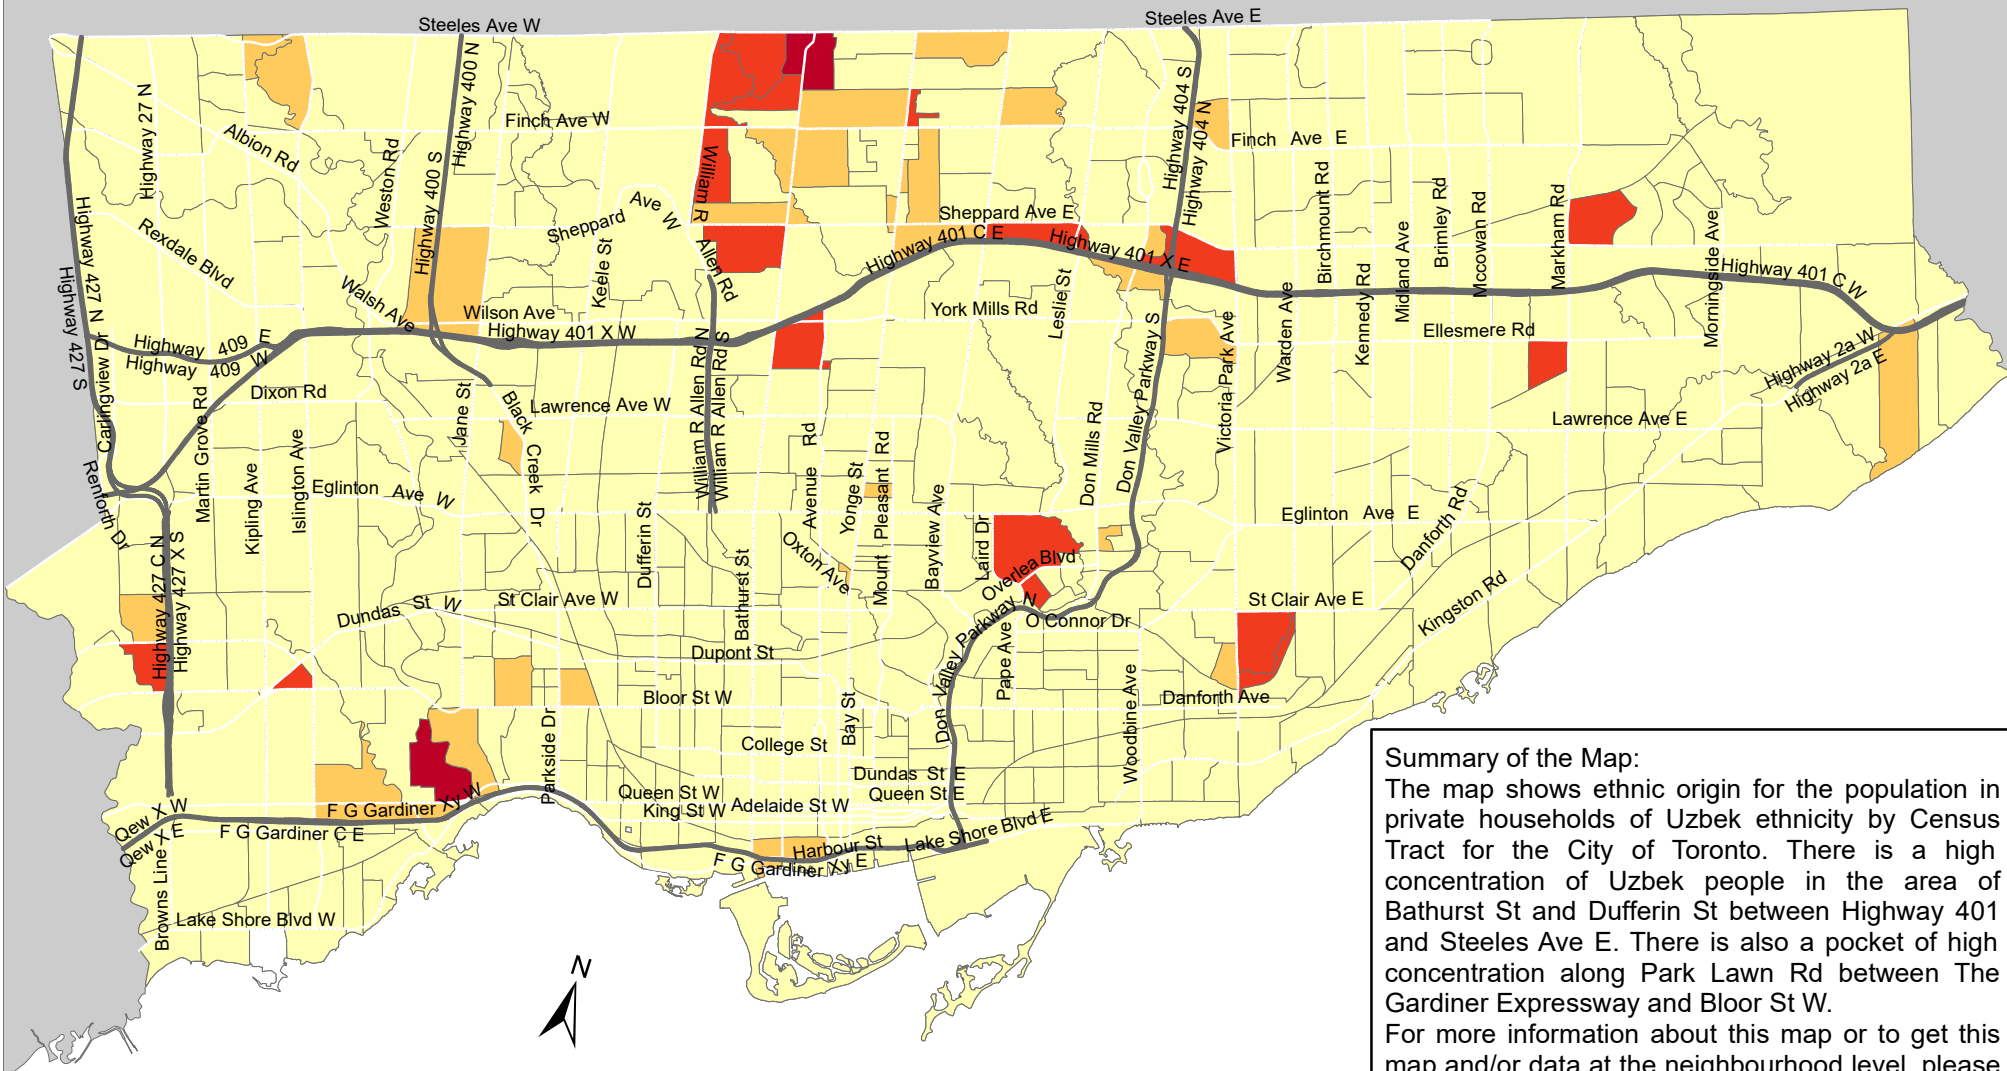 Steeles Ave W
Steeles Ave E
Highway 27 N
Albion Rd
Weston Rd
Highway 400 N
Highway 400 S
Finch Ave W
William R
Highway 404 S
Highway 404 N
Finch Ave E
Highway 427 N
Highway 427 S
Rexdale Blvd
Sheppard Ave W
Keele St
Allen Rd
Sheppard Ave E
Highway 401 C E
Highway 401 X E
Leslie St
Birchmount Rd
Midland Ave
Brimley Rd
Mccowan Rd
Markham Rd
Morningside Ave
Highway 401 C W
Walsh Ave
Wilson Ave
Highway 401 X W
York Mills Rd
Ellesmere Rd
Highway 409 E
Highway 409 W
Carlingview Dr
Martin Grove Rd
Dixon Rd
Jane St
Black Creek Dr
Lawrence Ave W
William R Allen Rd N
William R Allen Rd S
Don Valley Parkway S
Victoria Park Ave
Warden Ave
Kennedy Rd
Highway 2a W
Highway 2a E
Lawrence Ave E
Renforth Dr
Kipling Ave
Islington Ave
Eglinton Ave W
Dufferin St
Avenue Rd
Yonge St
Mount Pleasant Rd
Bayview Ave
Laird Dr
Don Mills Rd
Eglinton Ave E
Danforth Rd
Highway 427 C N
Highway 427 X S
Dundas St W
St Clair Ave W
Bathurst St
Oxton Ave
Overlea Blvd
Don Valley Parkway N
O Connor Dr
St Clair Ave E
Kingston Rd
Dupont St
Pape Ave
Bloor St W
Danforth Ave
Woodbine Ave
Parkside Dr
College St
Bay St
Dundas St E
Queen St E
Queen St W
King St W
Adelaide St W
F G Gardiner Xy W
Qew X W
Qew X E
F G Gardiner C E
Harbour St
Lake Shore Blvd E
F G Gardiner Xy E
Browns Line
Lake Shore Blvd W
N
Summary of the Map:
The map shows ethnic origin for the population in
private households of Uzbek ethnicity by Census
Tract for the City of Toronto. There is a high
concentration of Uzbek people in the area of
Bathurst St and Dufferin St between Highway 401
and Steeles Ave E. There is also a pocket of high
concentration along Park Lawn Rd between The
Gardiner Expressway and Bloor St W.
For more information about this map or to get this
map and/or data at the neighbourhood level, please